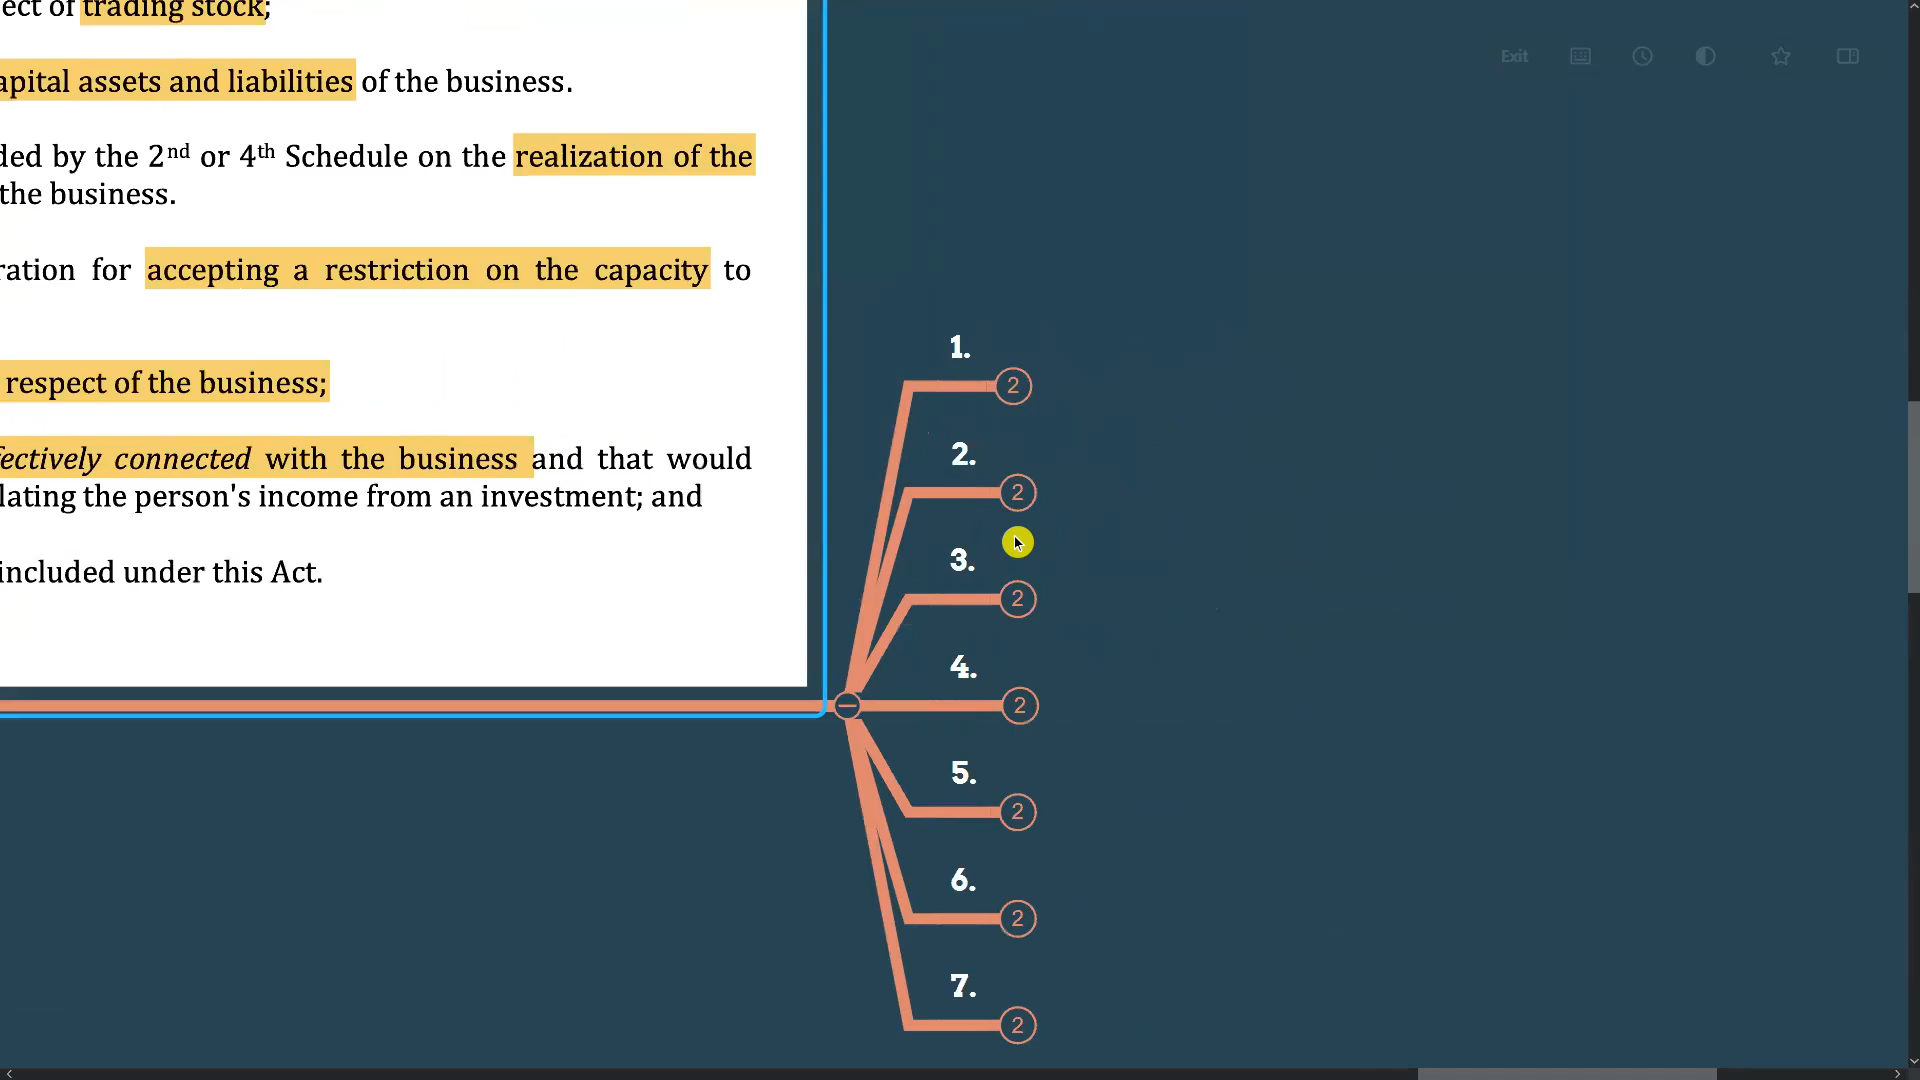 ect of trading stock;
apital assets and liabilities of the business.
ded by the 2nd or 4th Schedule on the realization of the
the business.
ration for accepting a restriction on the capacity to
respect of the business;
fectively connected with the business and that would
lating the person's income from an investment; and
included under this Act.
Exit
1.
2
2.
2
3.
2
4.
2
5.
2
6.
2
7.
2